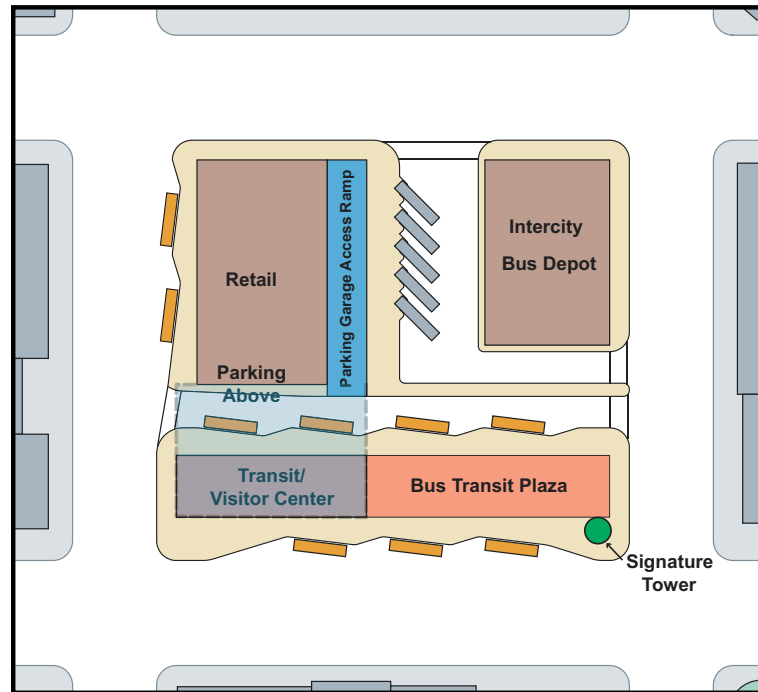 Retail
Parking Garage Access Ramp
Intercity
Bus Depot
Parking
Above
Transit/
Visitor Center
Bus Transit Plaza
Signature
Tower